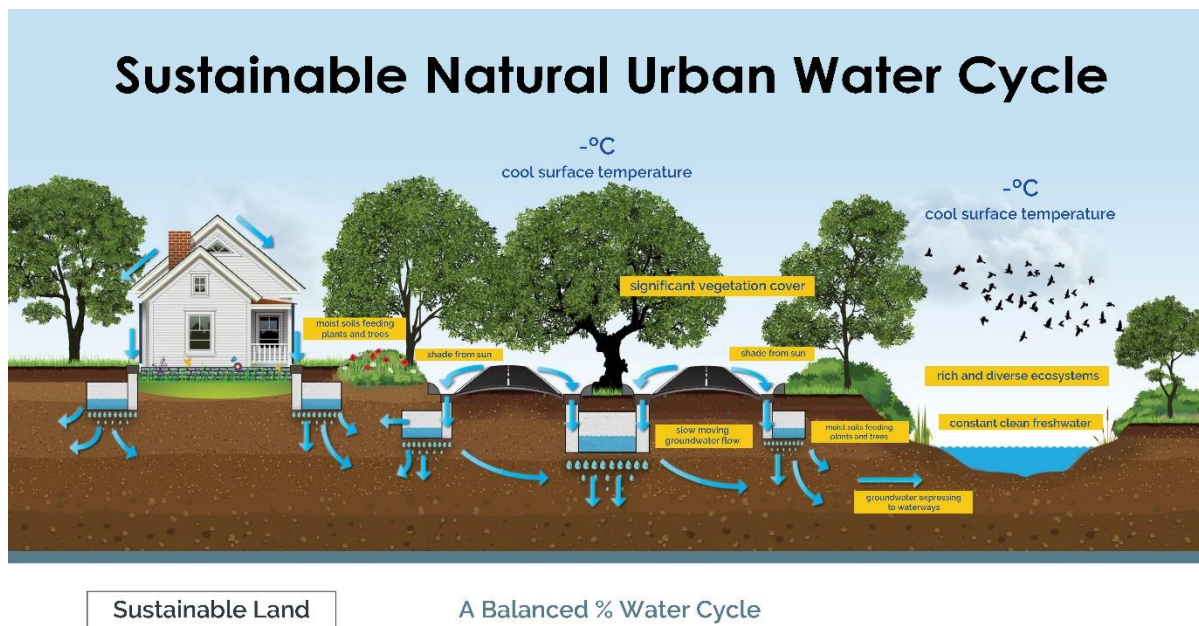 Sustainable Natural Urban Water Cycle
-°C
cool surface temperature
-°C
cool surface temperature
significant vegetation cover
moist soils feeding
plants and trees
shade from sun
shade from sun
rich and diverse ecosystems
constant clean freshwater
slow moving
groundwater flow
moist soils feeding
plants and trees
groundwater expressing
to waterways
Sustainable Land
A Balanced % Water Cycle